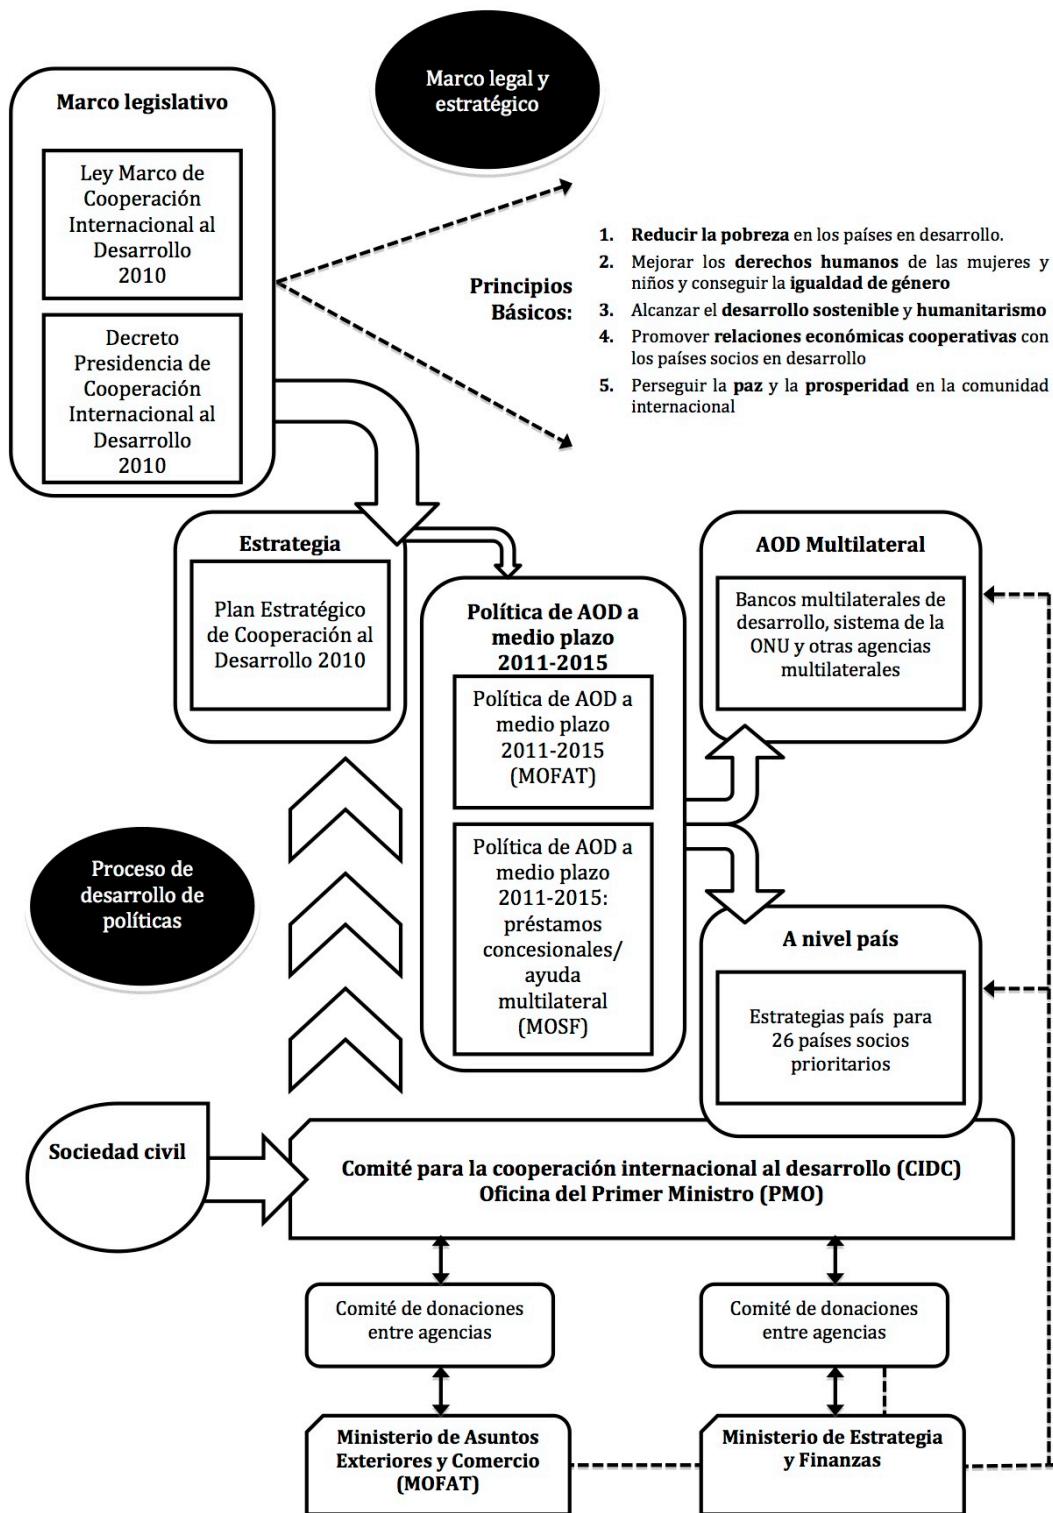 Marco legal y
estratégico
Marco legislativo
Ley Marco de
Cooperación
Internacional al
Desarrollo
2010
Decreto
Presidencia de
Cooperación
Internacional al
Desarrollo
2010
Principios
Básicos:
1. Reducir la pobreza en los países en desarrollo.
2. Mejorar los derechos humanos de las mujeres y
niños y conseguir la igualdad de género
3. Alcanzar el desarrollo sostenible y humanitarismo
4. Promover relaciones económicas cooperativas con
los países socios en desarrollo
5. Perseguir la paz y la prosperidad en la comunidad
internacional
Estrategia
Plan Estratégico
de Cooperación al
Desarrollo 2010
Política de AOD a
medio plazo
2011-2015
Política de AOD a
medio plazo
2011-2015
(MOFAT)
Política de AOD a
medio plazo
2011-2015:
préstamos
concesionales/
ayuda
multilateral
(MOSF)
AOD Multilateral
Bancos multilaterales de
desarrollo, sistema de la
ONU y otras agencias
multilaterales
A nivel país
Estrategias país para
26 países socios
prioritarios
Proceso de
desarrollo de
políticas
Sociedad civil
Comité para la cooperación internacional al desarrollo (CIDC)
Oficina del Primer Ministro (PMO)
Comité de donaciones
entre agencias
Comité de donaciones
entre agencias
Ministerio de Asuntos
Exteriores y Comercio
(MOFAT)
Ministerio de Estrategia
y Finanzas